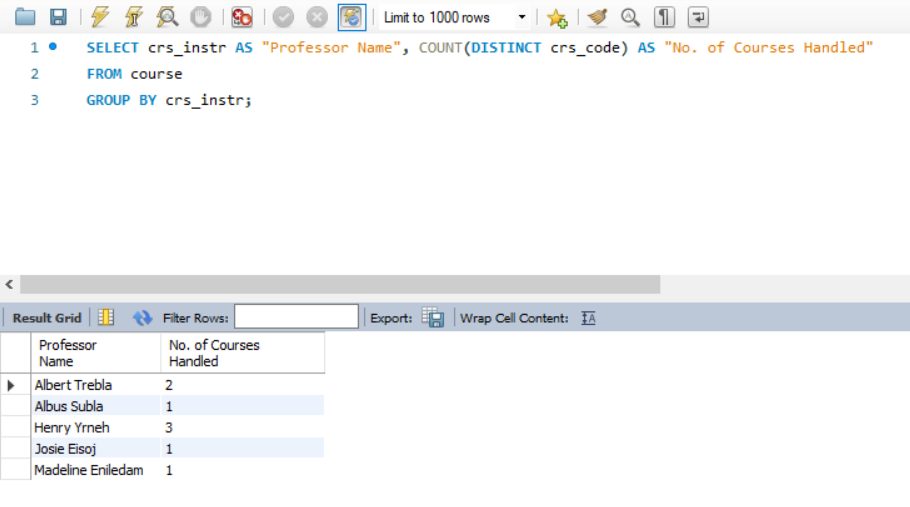 Limit to 1000 rows
1 SELECT crs_instr AS "Professor Name", COUNT(DISTINCT crs_code) AS "No. of Courses Handled"
2 FROM course
3 GROUP BY crs_instr;
Result Grid Filter Rows: Export: Wrap Cell Content: IA
Professor No. of Courses
Name Handled
Albert Trebla 2
Albus Subla 1
Henry Yrneh 3
Josie Eisoj 1
Madeline Eniledam 1